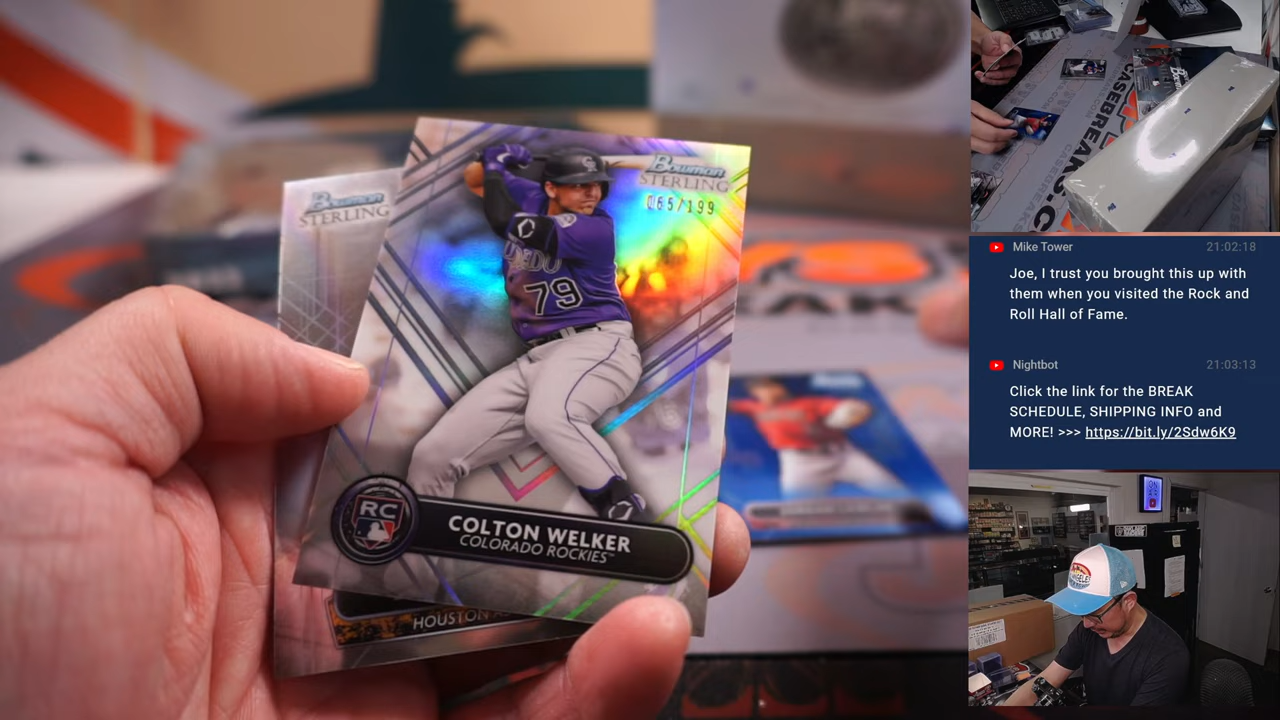 Bowman
STERLING
Bowman
STERLING
065/199
79
RC
COLTON WELKER
COLORADO ROCKIES™
HOUSTON
CASEBREAKS.C
Mike Tower 21:02:18
Joe, I trust you brought this up with
them when you visited the Rock and
Roll Hall of Fame.
Nightbot 21:03:13
Click the link for the BREAK
SCHEDULE, SHIPPING INFO and
MORE! >>> https://bit.ly/2Sdw6K9